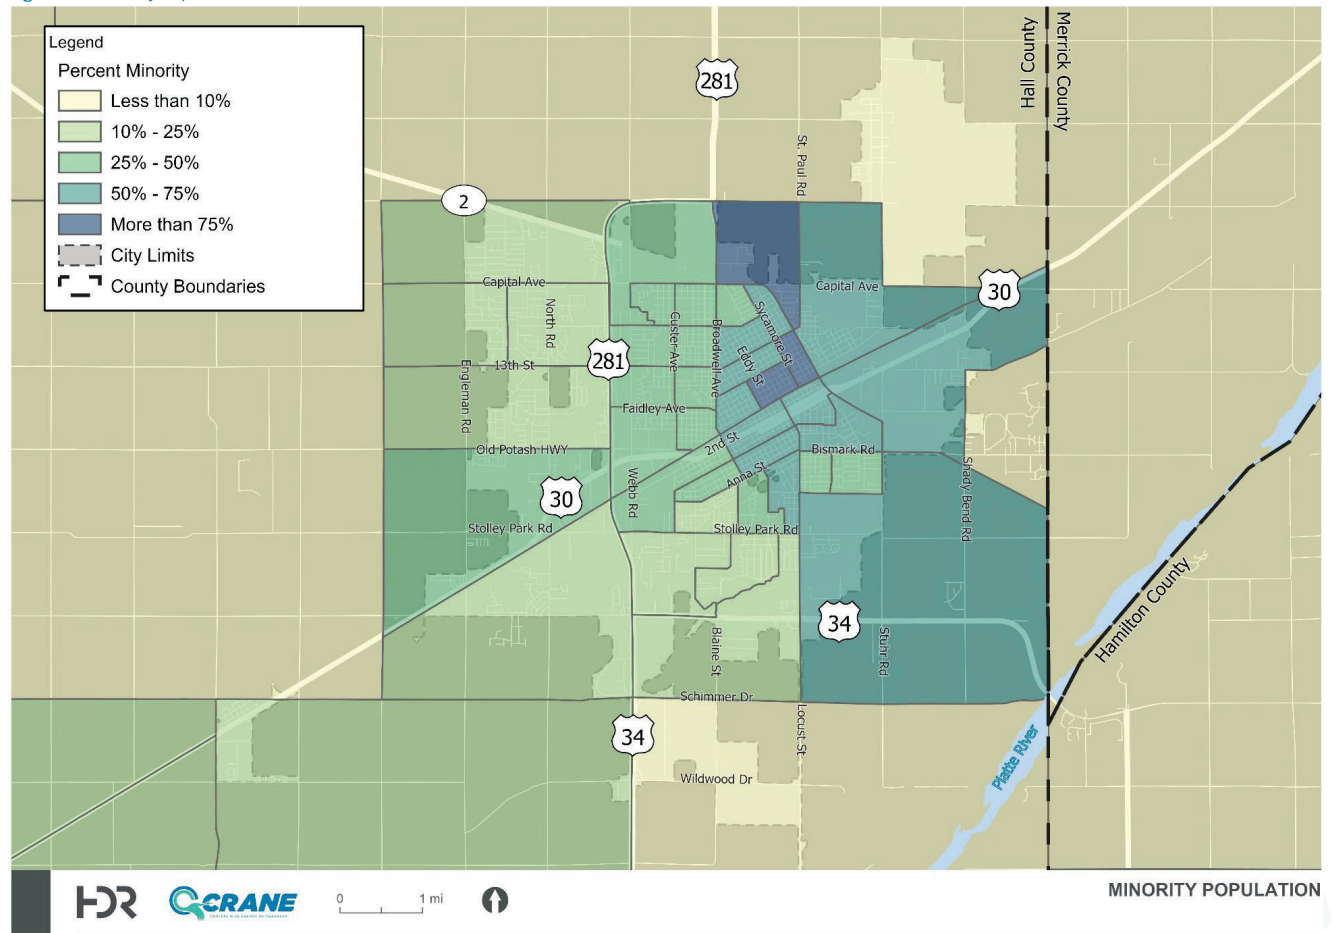 Legend
Percent Minority
Less than 10%
10% - 25%
25% - 50%
50% - 75%
More than 75%
City Limits
County Boundaries
281
Hall County
Merrick County
St. Paul Rd
2
Capital Ave
Capital Ave
30
North Rd
Custer Ave
Broadwell Ave
Sycamore St
Eddy St
281
13th St
Engleman Rd
Faidley Ave
2nd St
Old Potash HWY
Bismark Rd
Anna St
Webb Rd
Shady Bend Rd
30
Stolley Park Rd
Stolley Park Rd
34
Hamilton County
Blaine St
Stuhr Rd
Schimmer Dr
Locust St
34
Platte River
Wildwood Dr
HDR
CRANE
0 1 mi
MINORITY POPULATION